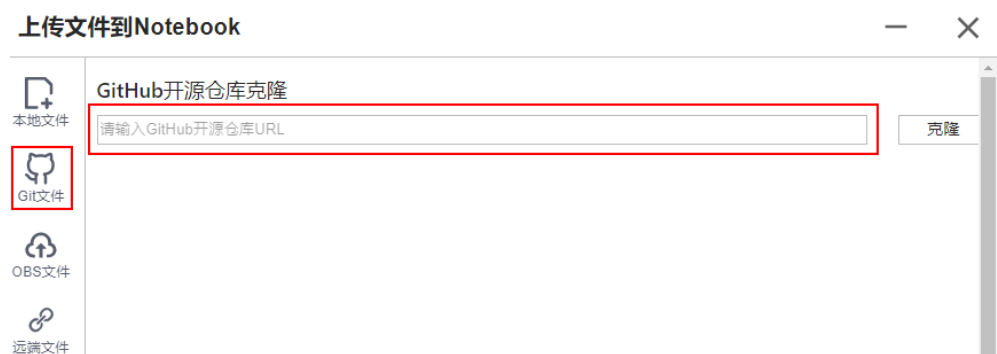 上传文件到Notebook
本地文件
Git文件
OBS文件
远端文件
GitHub开源仓库克隆
请输入GitHub开源仓库URL
克隆